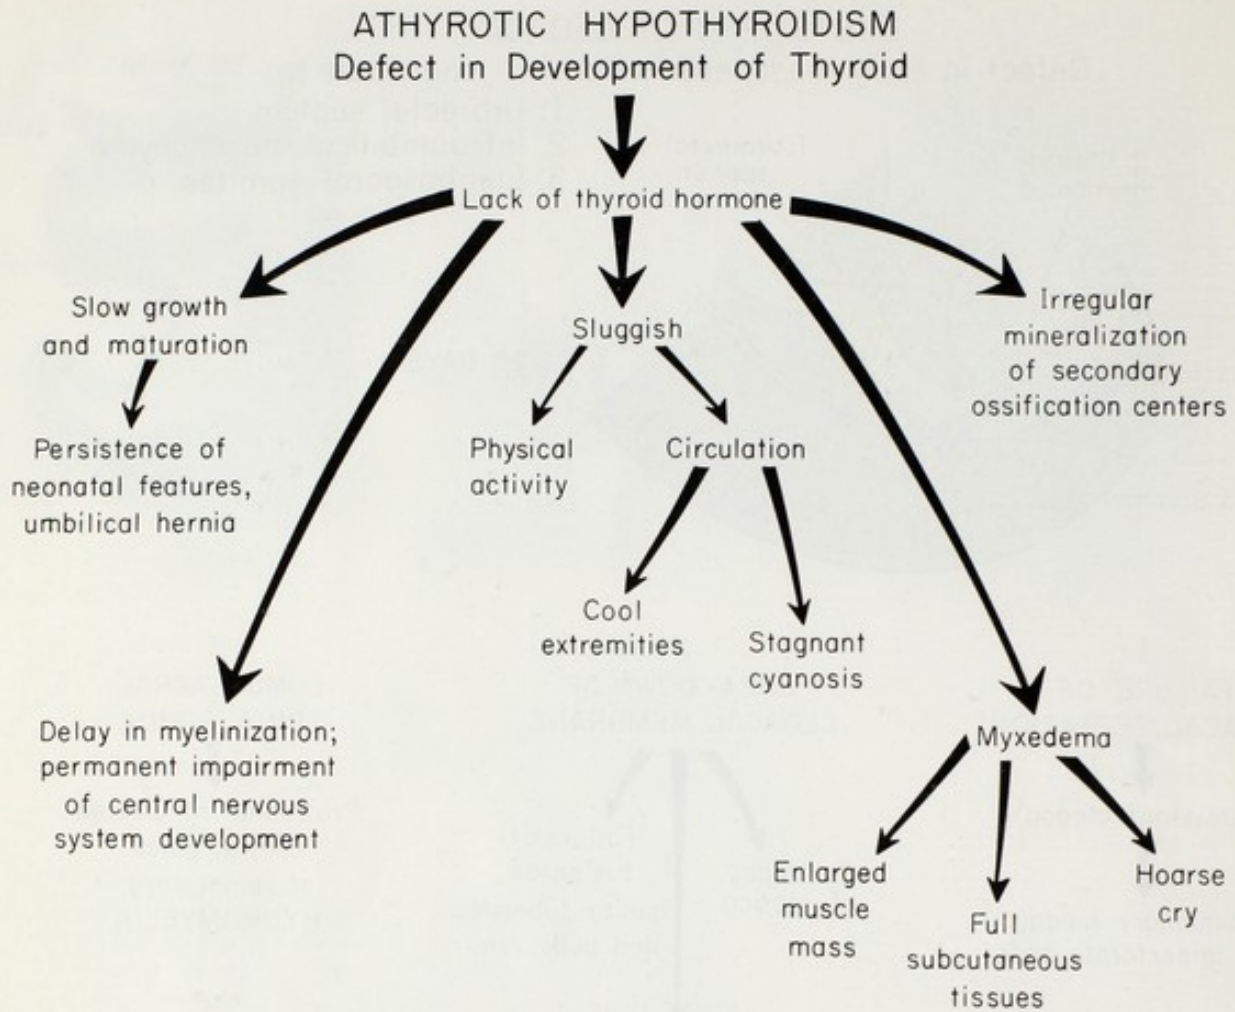 ATHYROTIC HYPOTHYROIDISM
Defect in Development of Thyroid
Lack of thyroid hormone
Slow growth
and maturation
Persistence of
neonatal features,
umbilical hernia
Delay in myelinization;
permanent impairment
of central nervous
system development
Sluggish
Physical
activity
Circulation
Cool
extremities
Stagnant
cyanosis
Irregular
mineralization
of secondary
ossification centers
Myxedema
Enlarged
muscle
mass
Full
subcutaneous
tissues
Hoarse
cry